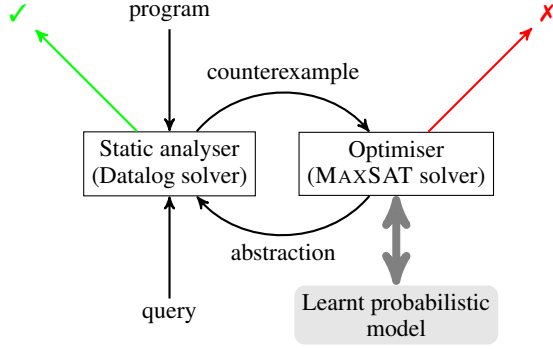 ✓
program
✗
counterexample
Static analyser
(Datalog solver)
Optimiser
(MAXSAT solver)
abstraction
query
Learnt probabilistic
model